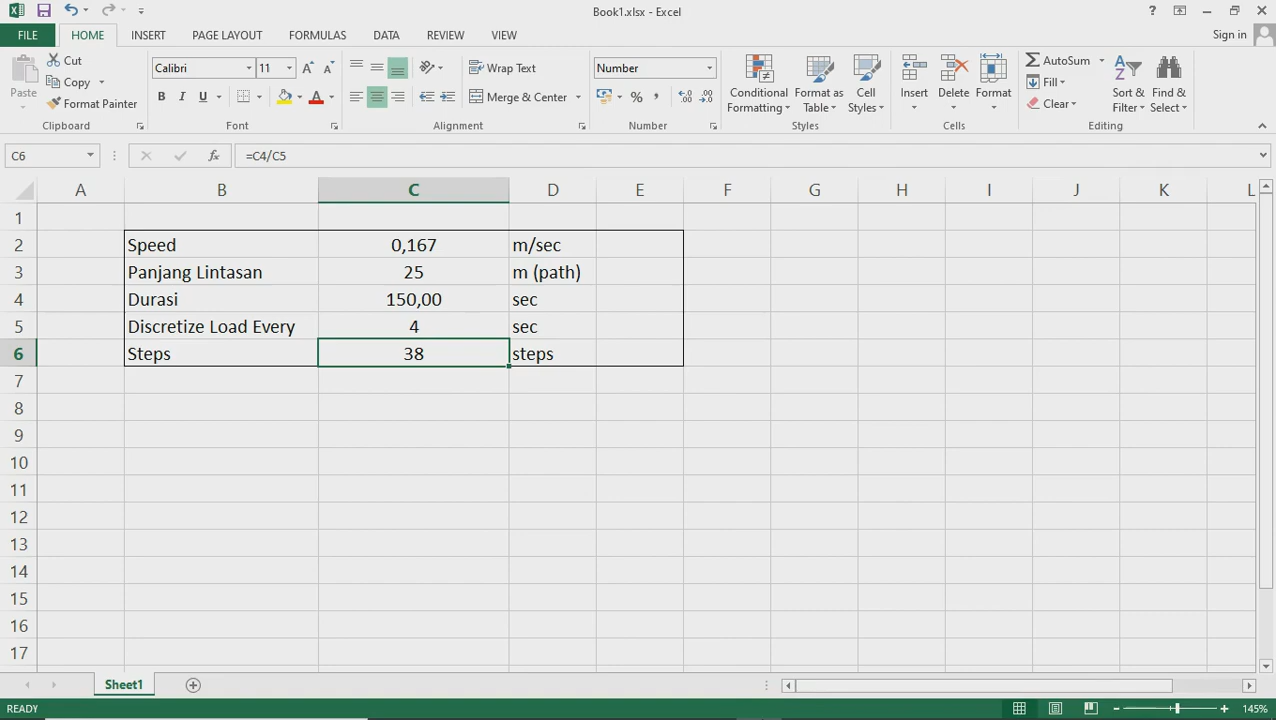 Book1.xlsx - Excel
?
FILE HOME INSERT PAGE LAYOUT FORMULAS DATA REVIEW VIEW
Sign in
Paste
Cut
Copy
Format Painter
Clipboard
Calibri 11
B I U
Font
Wrap Text
Merge & Center
Alignment
Number
% ,
Number
Conditional Formatting
Format as Table
Cell Styles
Styles
Insert Delete Format
Cells
AutoSum
Fill
Clear
Sort & Filter
Find & Select
Editing
C6 fx =C4/C5
A B C D E F G H I J K L
1
2 Speed 0,167 m/sec
3 Panjang Lintasan 25 m (path)
4 Durasi 150,00 sec
5 Discretize Load Every 4 sec
6 Steps 38 steps
7
8
9
10
11
12
13
14
15
16
17
Sheet1
READY 145%